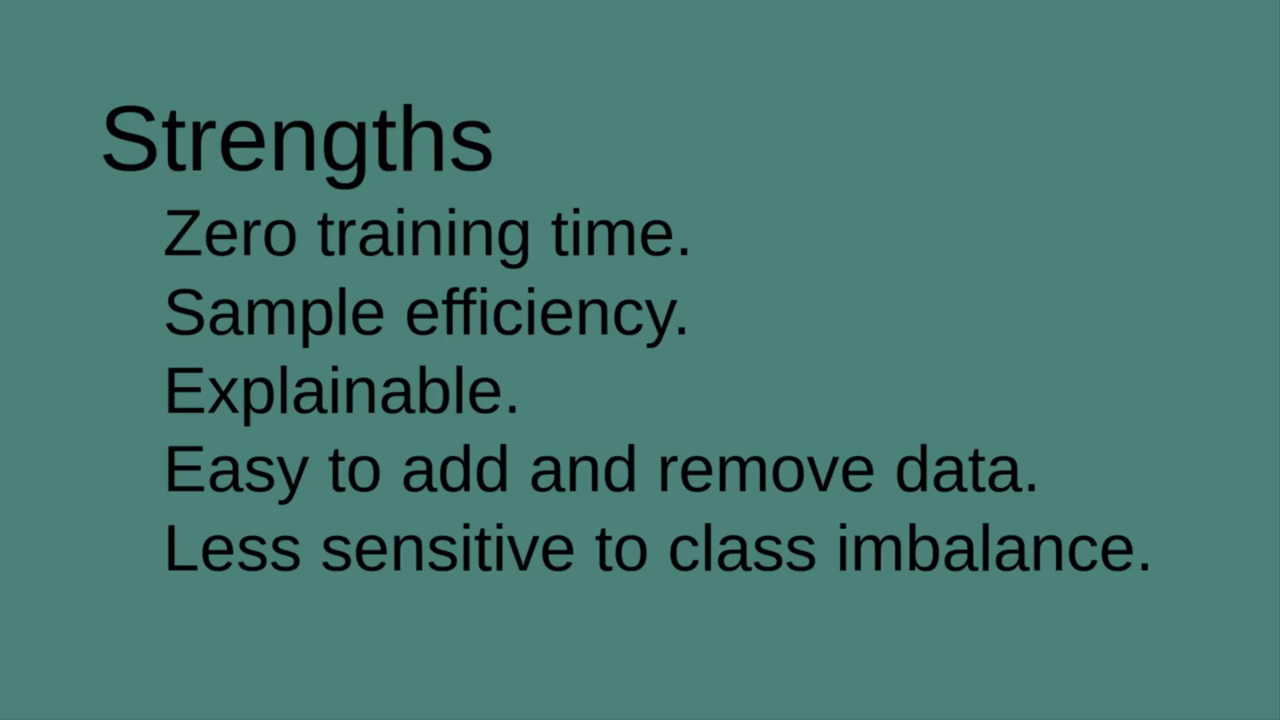 Strengths
Zero training time.
Sample efficiency.
Explainable.
Easy to add and remove data.
Less sensitive to class imbalance.